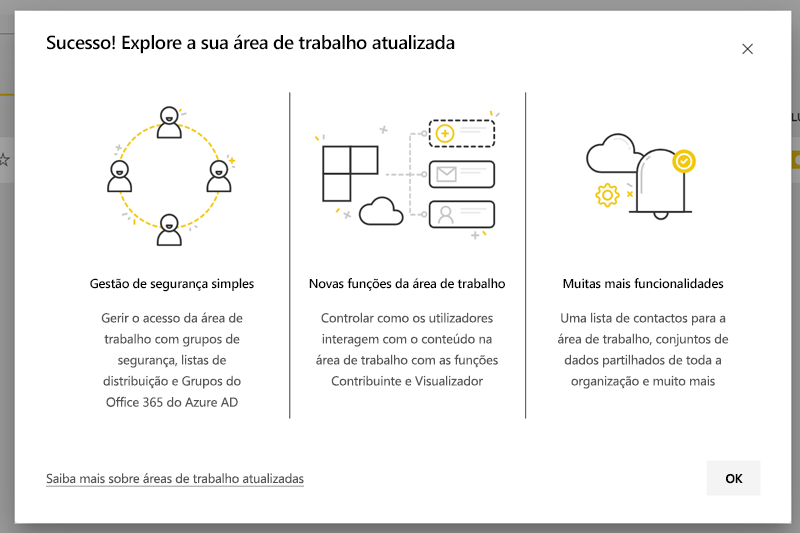 Sucesso! Explore a sua área de trabalho atualizada
Gestão de segurança simples
Gerir o acesso da área de
trabalho com grupos de
segurança, listas de
distribuição e Grupos do
Office 365 do Azure AD
Novas funções da área de trabalho
Controlar como os utilizadores
interagem com o conteúdo na
área de trabalho com as funções
Contribuinte e Visualizador
Muitas mais funcionalidades
Uma lista de contactos para a
área de trabalho, conjuntos de
dados partilhados de toda a
organização e muito mais
Saiba mais sobre áreas de trabalho atualizadas
OK